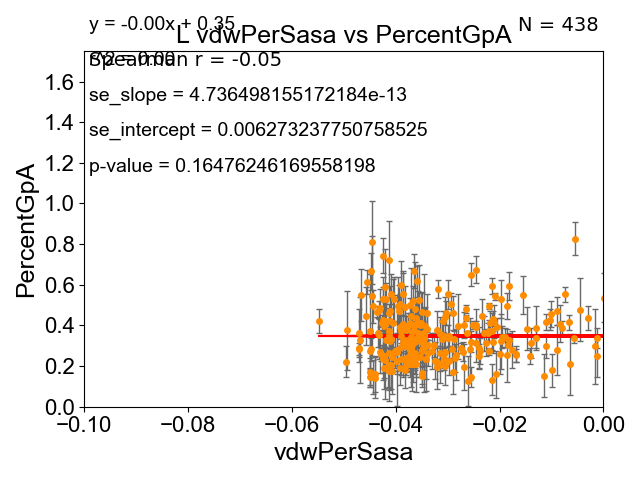 y = -0.00x + 0.35
N = 438
L vdwPerSasa vs PercentGpA
Spearman r = -0.05
se_slope = 4.736498155172184e-13
se_intercept = 0.006273237750758525
p-value = 0.16476246169558198
PercentGpA
1.6
1.4
1.2
1.0
0.8
0.6
0.4
0.2
0.0
−0.10
−0.08
−0.06
−0.04
−0.02
0.00
vdwPerSasa